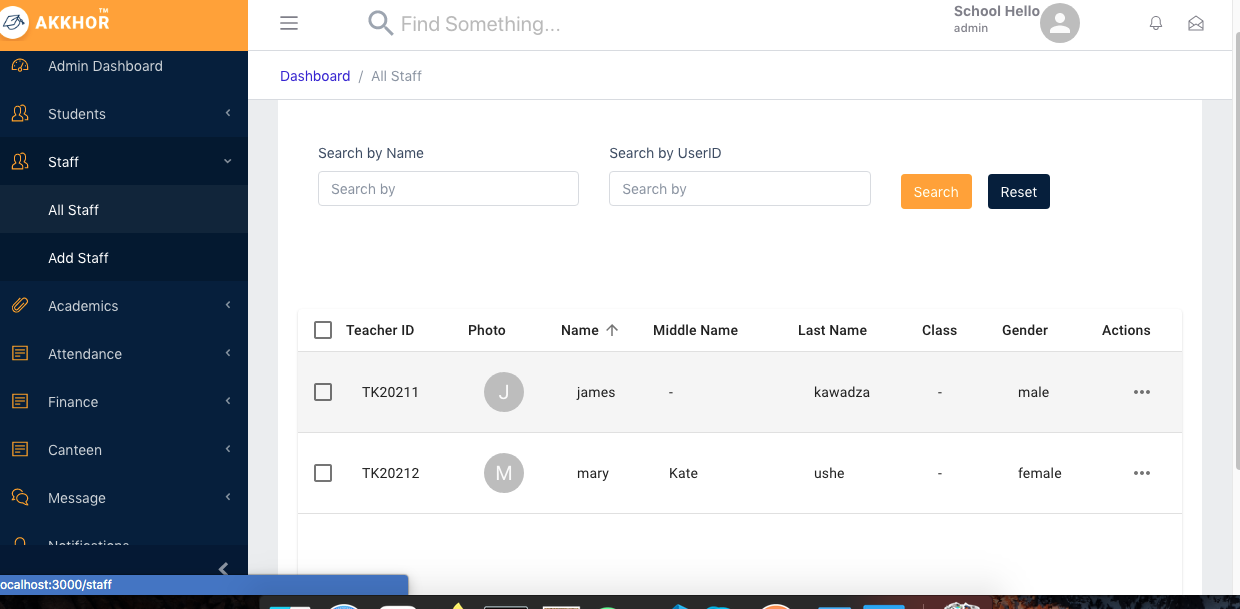 AKKHOR™
Find Something...
School Hello
admin
Admin Dashboard
Students
Staff
All Staff
Add Staff
Academics
Attendance
Finance
Canteen
Message
Notifications
Dashboard / All Staff
Search by Name
Search by UserID
Search by
Search by
Search
Reset
Teacher ID Photo Name Middle Name Last Name Class Gender Actions
TK20211 J james - kawadza - male
TK20212 M mary Kate ushe - female
ocalhost:3000/staff